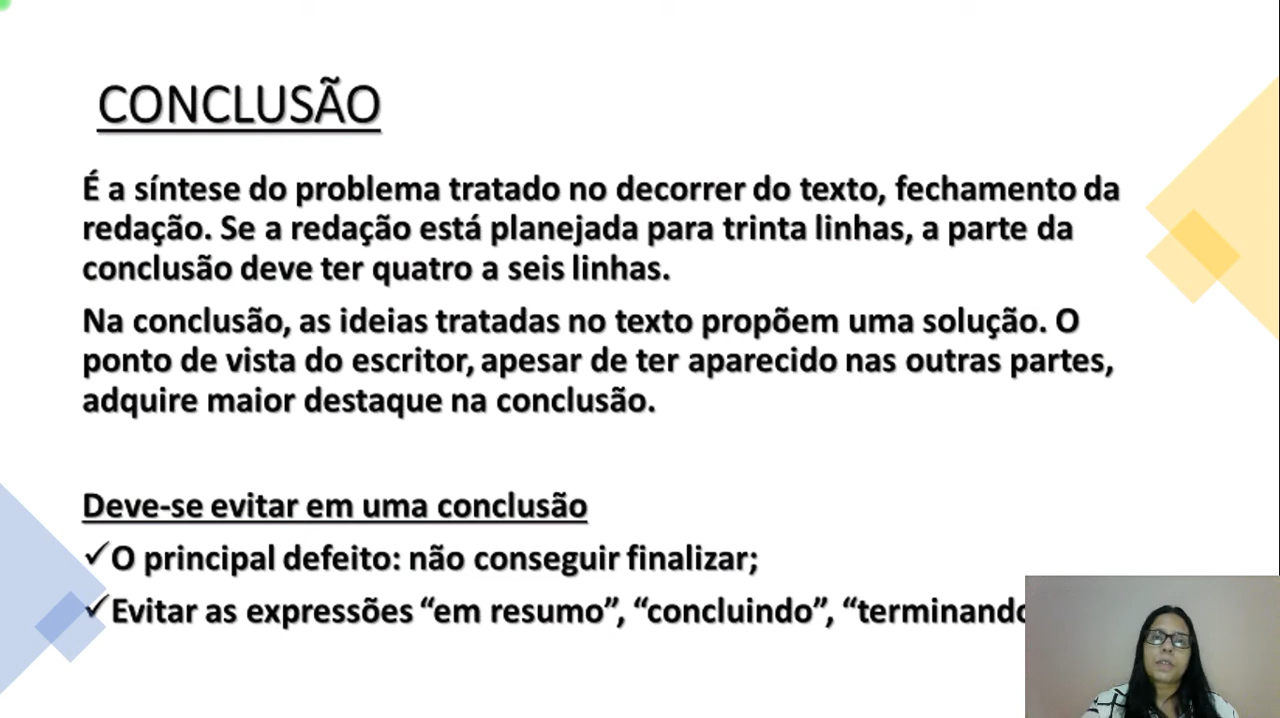 CONCLUSÃO
É a síntese do problema tratado no decorrer do texto, fechamento da
redação. Se a redação está planejada para trinta linhas, a parte da
conclusão deve ter quatro a seis linhas.
Na conclusão, as ideias tratadas no texto propõem uma solução. O
ponto de vista do escritor, apesar de ter aparecido nas outras partes,
adquire maior destaque na conclusão.
Deve-se evitar em uma conclusão
✓O principal defeito: não conseguir finalizar;
✓Evitar as expressões “em resumo”, “concluindo”, “terminando